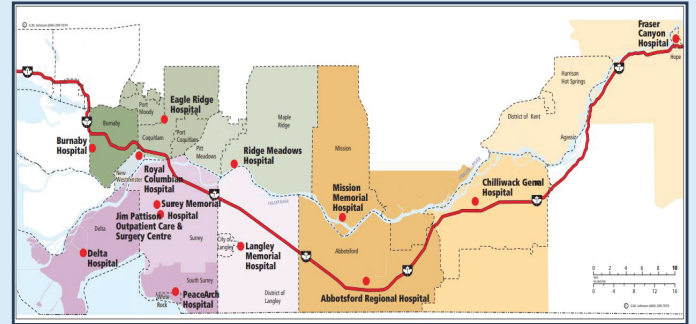 Fraser
Canyon
Hospital
Hope
Harrison
Hot Springs
District of Kent
Agassiz
Port
Moody
Eagle Ridge
Hospital
Maple
Ridge
Burnaby
Coquitlam
Port
Coquitlam
Pitt
Meadows
Mission
Burnaby
Hospital
Ridge Meadows
Hospital
New
Westminster
Royal
Columbian
Hospital
Surrey Memorial
Hospital
Jim Pattison
Outpatient Care &
Surgery Centre
Mission
Memorial
Hospital
Chilliwack General
Hospital
Delta
Surrey
City of
Langley
Langley
Memorial
Hospital
Abbotsford
Delta
Hospital
South Surrey
White
Rock
PeaceArch
Hospital
District of
Langley
Abbotsford Regional Hospital
0 2 4 6 8 10
0 4 8 12 16